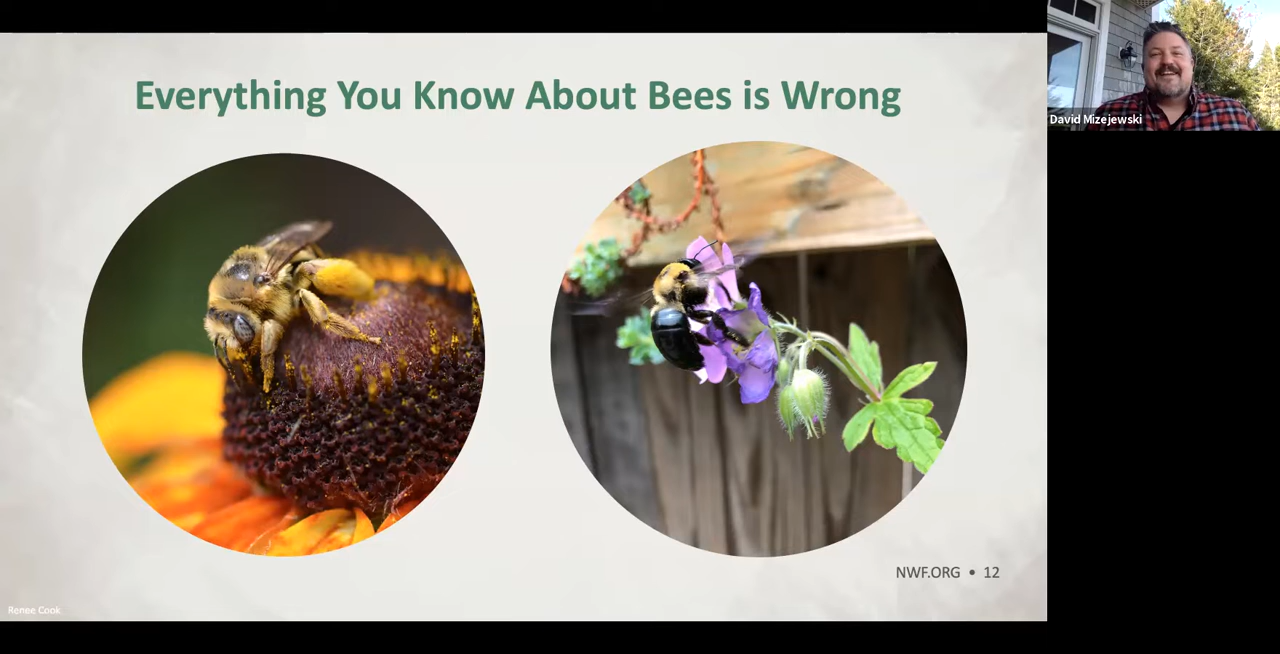 Everything You Know About Bees is Wrong
David Mizejewski
NWF.ORG • 12
Renee Cook